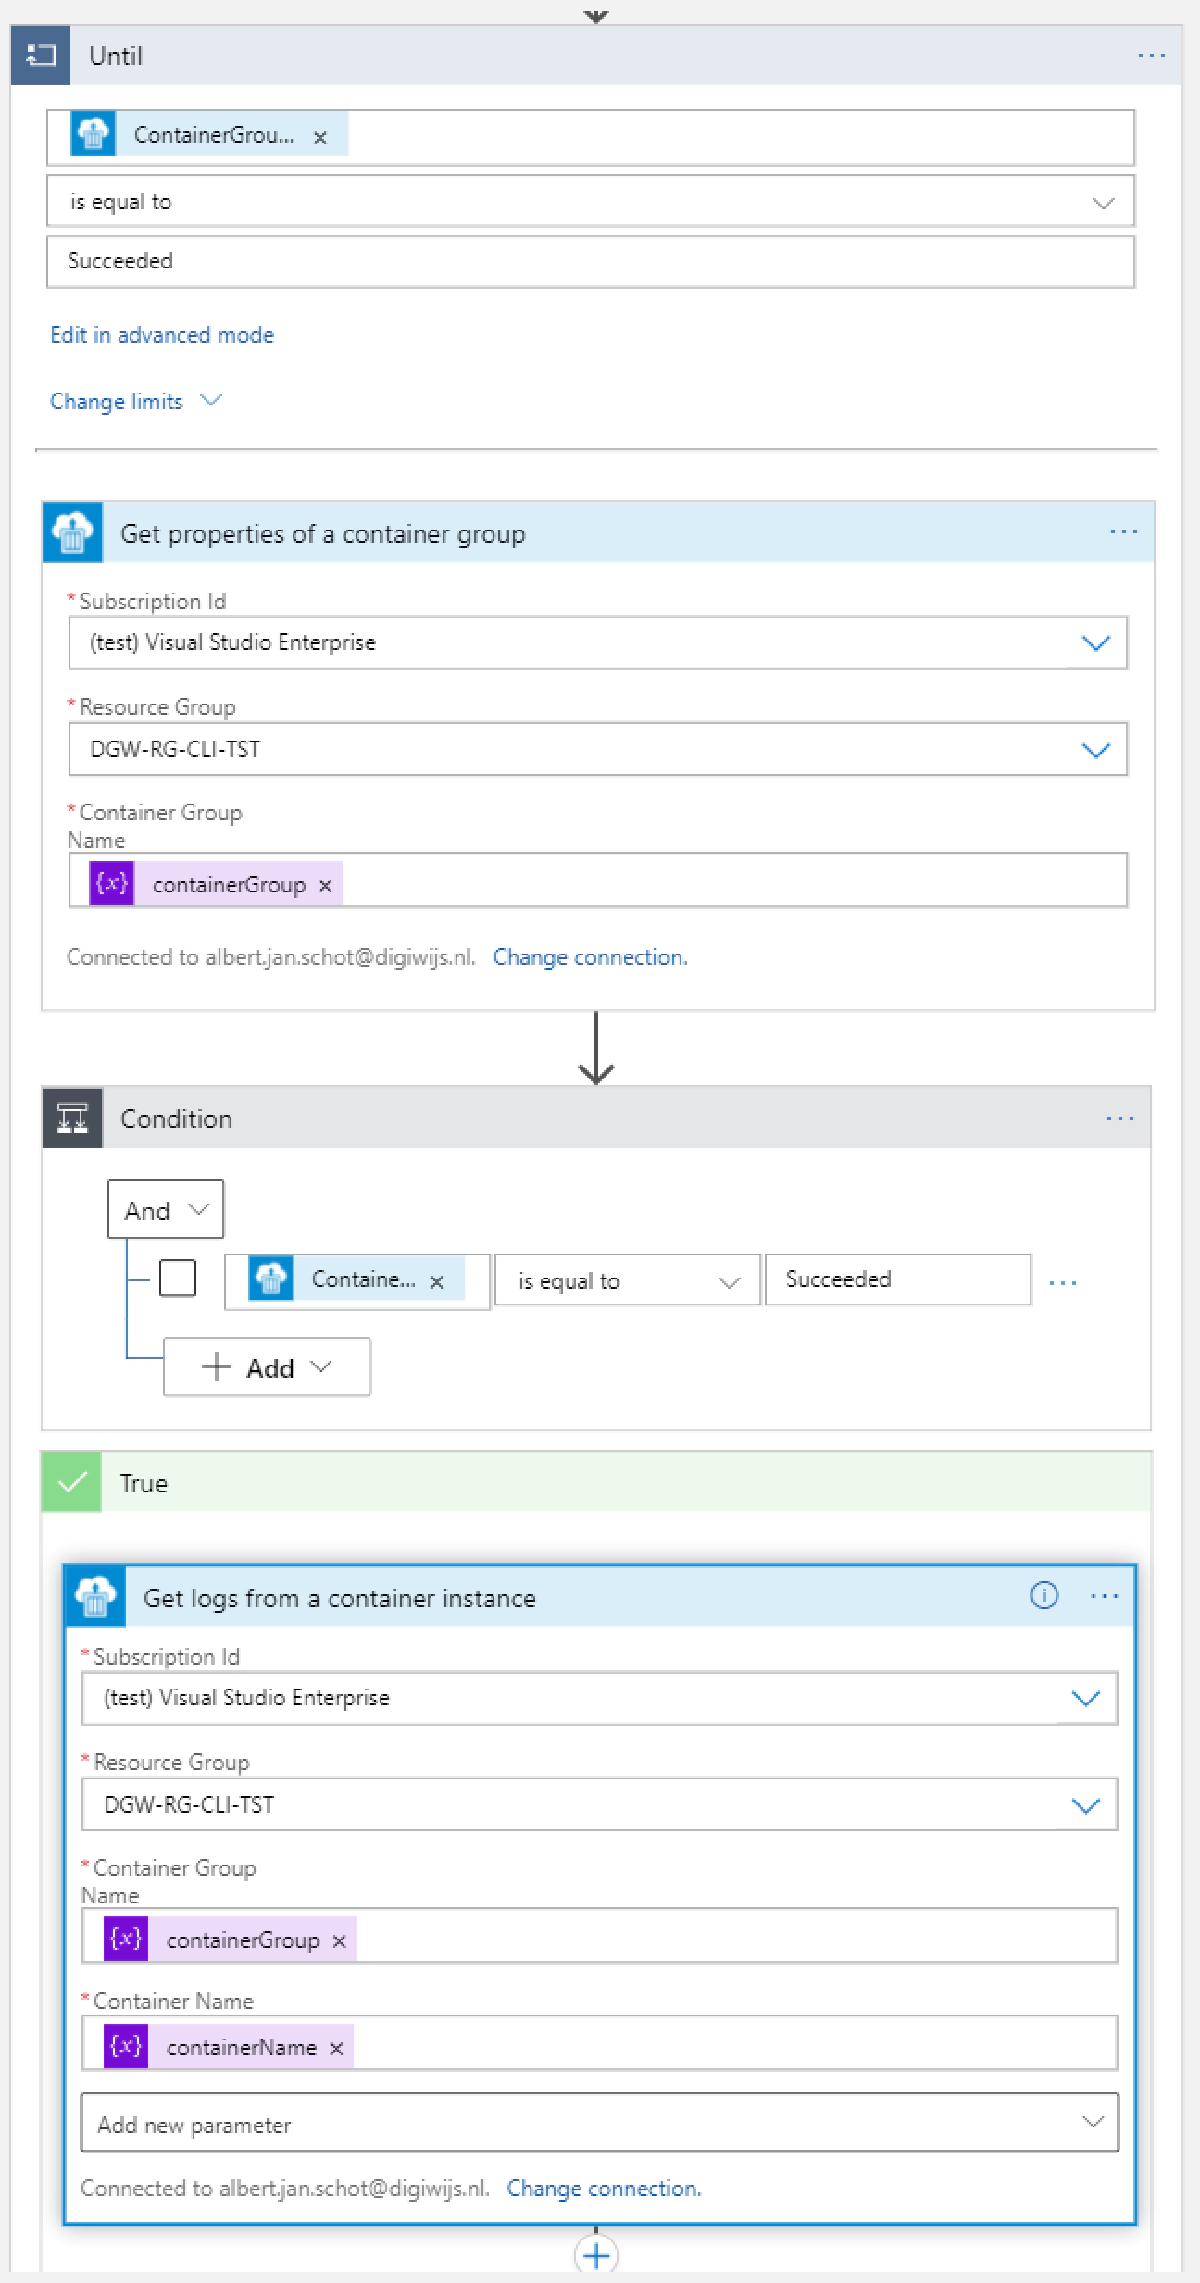 Until
ContainerGrou...
is equal to
Succeeded
Edit in advanced mode
Change limits
Get properties of a container group
* Subscription Id
(test) Visual Studio Enterprise
* Resource Group
DGW-RG-CLI-TST
* Container Group
Name
{x} containerGroup
Connected to albert.jan.schot@digiwijs.nl. Change connection.
Condition
And
Containe... is equal to Succeeded
Add
True
Get logs from a container instance
* Subscription Id
(test) Visual Studio Enterprise
* Resource Group
DGW-RG-CLI-TST
* Container Group
Name
{x} containerGroup
* Container Name
{x} containerName
Add new parameter
Connected to albert.jan.schot@digiwijs.nl. Change connection.